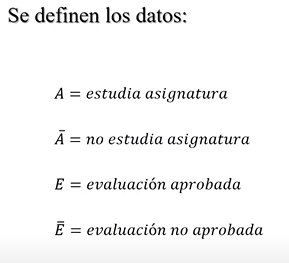 Se definen los datos:
A = estudia asignatura
Ā = no estudia asignatura
E = evaluación aprobada
Ē = evaluación no aprobada